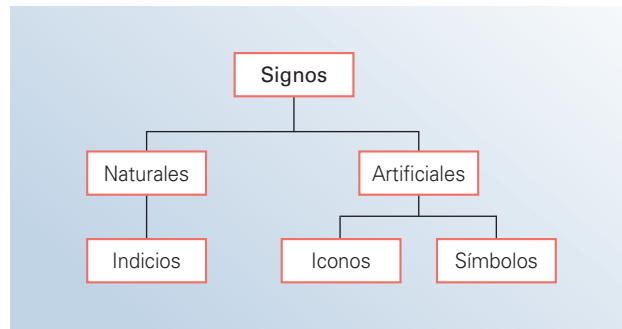 Signos
Naturales
Artificiales
Indicios
Iconos
Símbolos